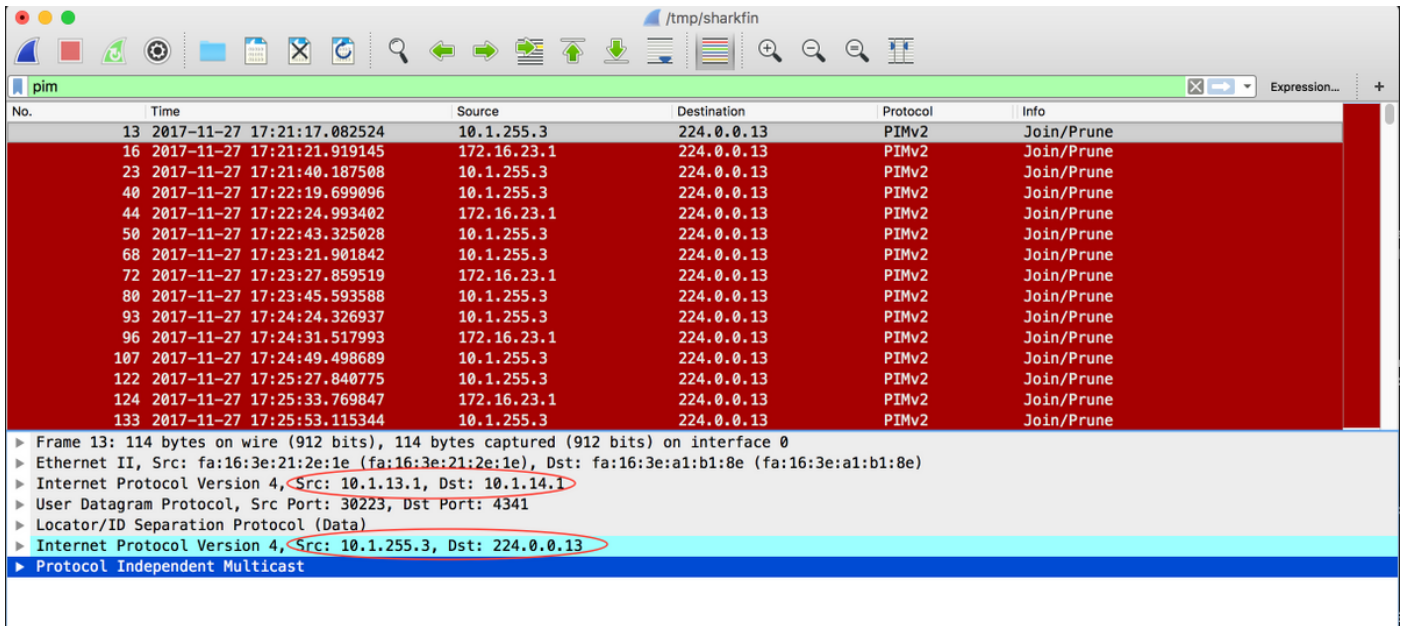 /tmp/sharkfin
pim Expression... +
No. Time Source Destination Protocol Info
13 2017-11-27 17:21:17.082524 10.1.255.3 224.0.0.13 PIMv2 Join/Prune
16 2017-11-27 17:21:21.919145 172.16.23.1 224.0.0.13 PIMv2 Join/Prune
23 2017-11-27 17:21:40.187508 10.1.255.3 224.0.0.13 PIMv2 Join/Prune
40 2017-11-27 17:22:19.699096 10.1.255.3 224.0.0.13 PIMv2 Join/Prune
44 2017-11-27 17:22:24.993402 172.16.23.1 224.0.0.13 PIMv2 Join/Prune
50 2017-11-27 17:22:43.325028 10.1.255.3 224.0.0.13 PIMv2 Join/Prune
68 2017-11-27 17:23:21.901842 10.1.255.3 224.0.0.13 PIMv2 Join/Prune
72 2017-11-27 17:23:27.859519 172.16.23.1 224.0.0.13 PIMv2 Join/Prune
80 2017-11-27 17:23:45.593588 10.1.255.3 224.0.0.13 PIMv2 Join/Prune
93 2017-11-27 17:24:24.326937 10.1.255.3 224.0.0.13 PIMv2 Join/Prune
96 2017-11-27 17:24:31.517993 172.16.23.1 224.0.0.13 PIMv2 Join/Prune
107 2017-11-27 17:24:49.498689 10.1.255.3 224.0.0.13 PIMv2 Join/Prune
122 2017-11-27 17:25:27.840775 10.1.255.3 224.0.0.13 PIMv2 Join/Prune
124 2017-11-27 17:25:33.769847 172.16.23.1 224.0.0.13 PIMv2 Join/Prune
133 2017-11-27 17:25:53.115344 10.1.255.3 224.0.0.13 PIMv2 Join/Prune
Frame 13: 114 bytes on wire (912 bits), 114 bytes captured (912 bits) on interface 0
Ethernet II, Src: fa:16:3e:21:2e:1e (fa:16:3e:21:2e:1e), Dst: fa:16:3e:a1:b1:8e (fa:16:3e:a1:b1:8e)
Internet Protocol Version 4, Src: 10.1.13.1, Dst: 10.1.14.1
User Datagram Protocol, Src Port: 30223, Dst Port: 4341
Locator/ID Separation Protocol (Data)
Internet Protocol Version 4, Src: 10.1.255.3, Dst: 224.0.0.13
Protocol Independent Multicast